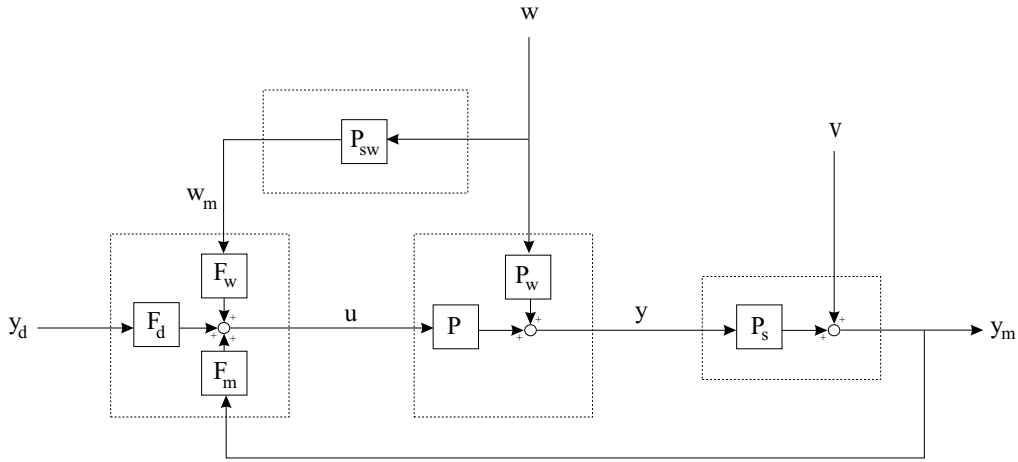 w
P_sw
v
w_m
F_w
P_w
y_d
F_d
u
P
y
P_s
y_m
F_m
+ + +
+ +
+ +